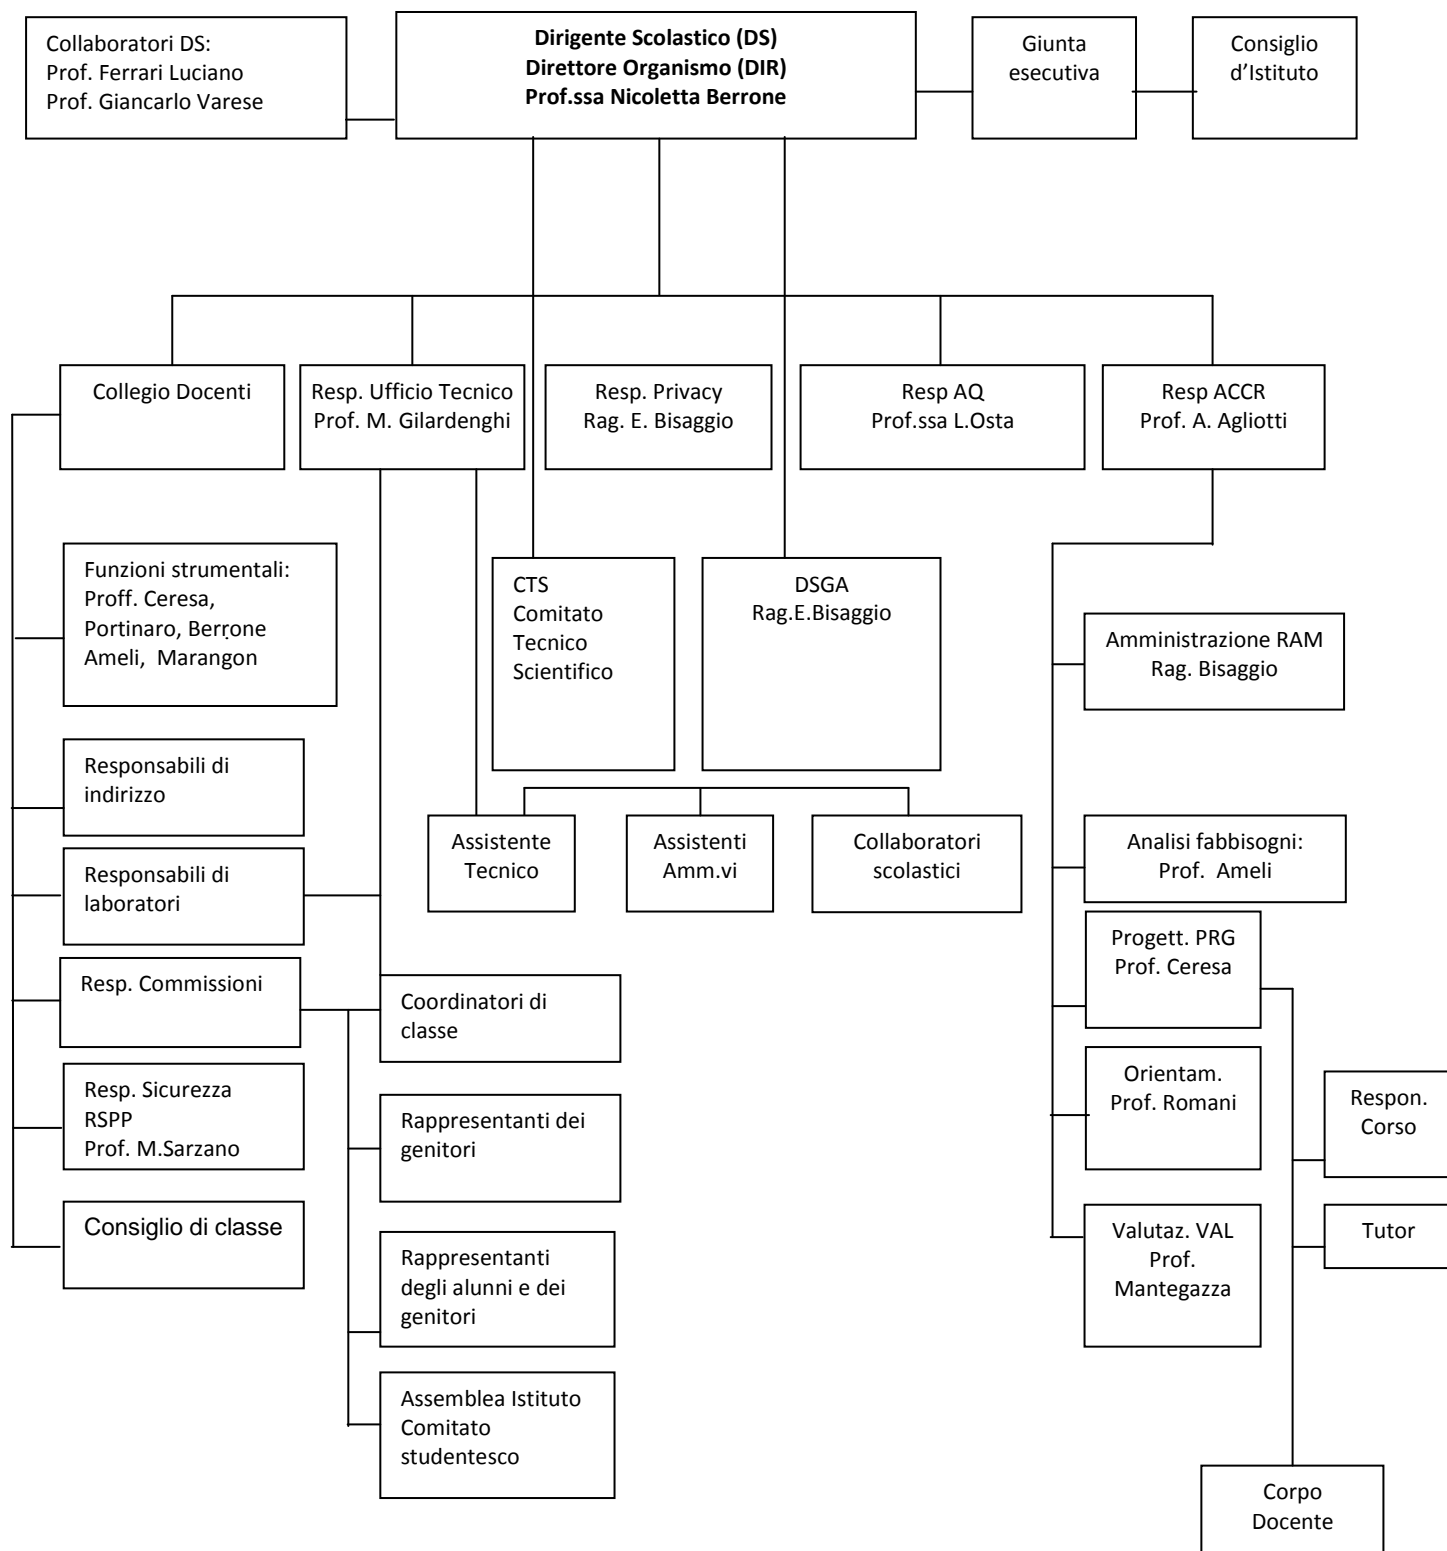 Collaboratori DS:
Prof. Ferrari Luciano
Prof. Giancarlo Varese
Dirigente Scolastico (DS)
Direttore Organismo (DIR)
Prof.ssa Nicoletta Berrone
Giunta
esecutiva
Consiglio
d’Istituto
Collegio Docenti
Resp. Ufficio Tecnico
Prof. M. Gilardenghi
Resp. Privacy
Rag. E. Bisaggio
Resp AQ
Prof.ssa L.Osta
Resp ACCR
Prof. A. Agliotti
Funzioni strumentali:
Proff. Ceresa,
Portinaro, Berrone
Ameli, Marangon
CTS
Comitato
Tecnico
Scientifico
DSGA
Rag.E.Bisaggio
Amministrazione RAM
Rag. Bisaggio
Responsabili di
indirizzo
Assistente
Tecnico
Assistenti
Amm.vi
Collaboratori
scolastici
Analisi fabbisogni:
Prof. Ameli
Responsabili di
laboratori
Progett. PRG
Prof. Ceresa
Resp. Commissioni
Coordinatori di
classe
Resp. Sicurezza
RSPP
Prof. M.Sarzano
Rappresentanti dei
genitori
Orientam.
Prof. Romani
Respon.
Corso
Consiglio di classe
Rappresentanti
degli alunni e dei
genitori
Valutaz. VAL
Prof.
Mantegazza
Tutor
Assemblea Istituto
Comitato
studentesco
Corpo
Docente